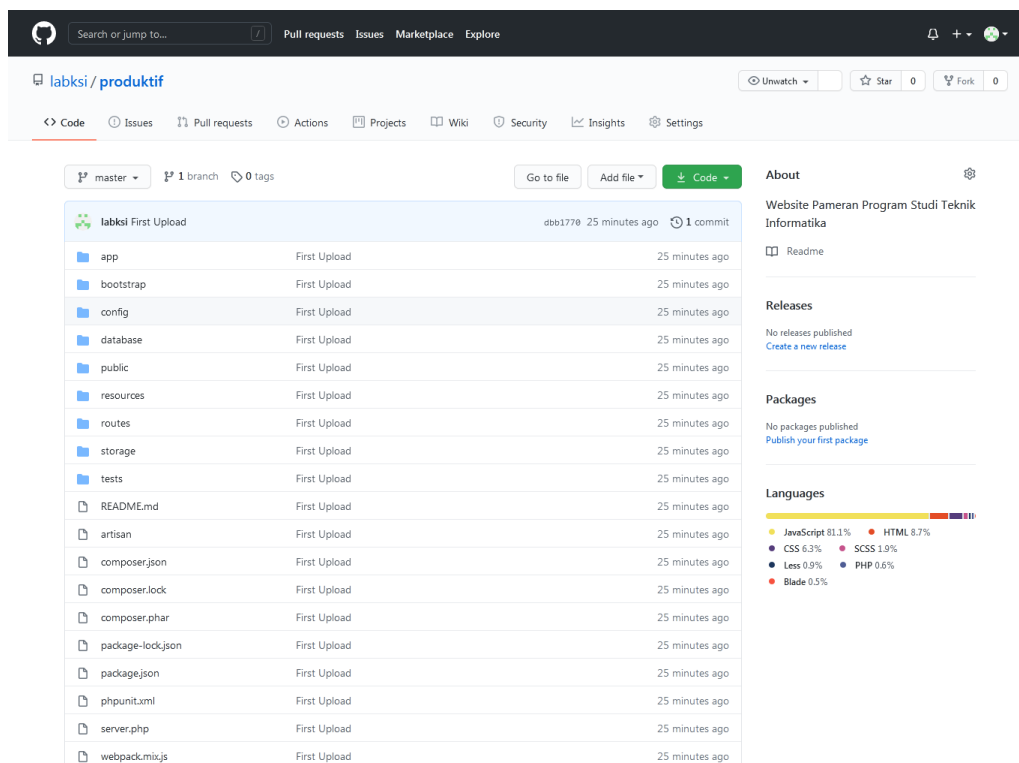 Search or jump to... /
Pull requests Issues Marketplace Explore
labksi / produktif
Unwatch Star 0 Fork 0
Code Issues Pull requests Actions Projects Wiki Security Insights Settings
master 1 branch 0 tags Go to file Add file Code
labksi First Upload dbb1770 25 minutes ago 1 commit
app First Upload 25 minutes ago
bootstrap First Upload 25 minutes ago
config First Upload 25 minutes ago
database First Upload 25 minutes ago
public First Upload 25 minutes ago
resources First Upload 25 minutes ago
routes First Upload 25 minutes ago
storage First Upload 25 minutes ago
tests First Upload 25 minutes ago
README.md First Upload 25 minutes ago
artisan First Upload 25 minutes ago
composer.json First Upload 25 minutes ago
composer.lock First Upload 25 minutes ago
composer.phar First Upload 25 minutes ago
package-lock.json First Upload 25 minutes ago
package.json First Upload 25 minutes ago
phpunit.xml First Upload 25 minutes ago
server.php First Upload 25 minutes ago
webpack.mix.js First Upload 25 minutes ago
About
Website Pameran Program Studi Teknik
Informatika
Readme
Releases
No releases published
Create a new release
Packages
No packages published
Publish your first package
Languages
JavaScript 81.1% HTML 8.7%
CSS 6.3% SCSS 1.9%
Less 0.9% PHP 0.6%
Blade 0.5%